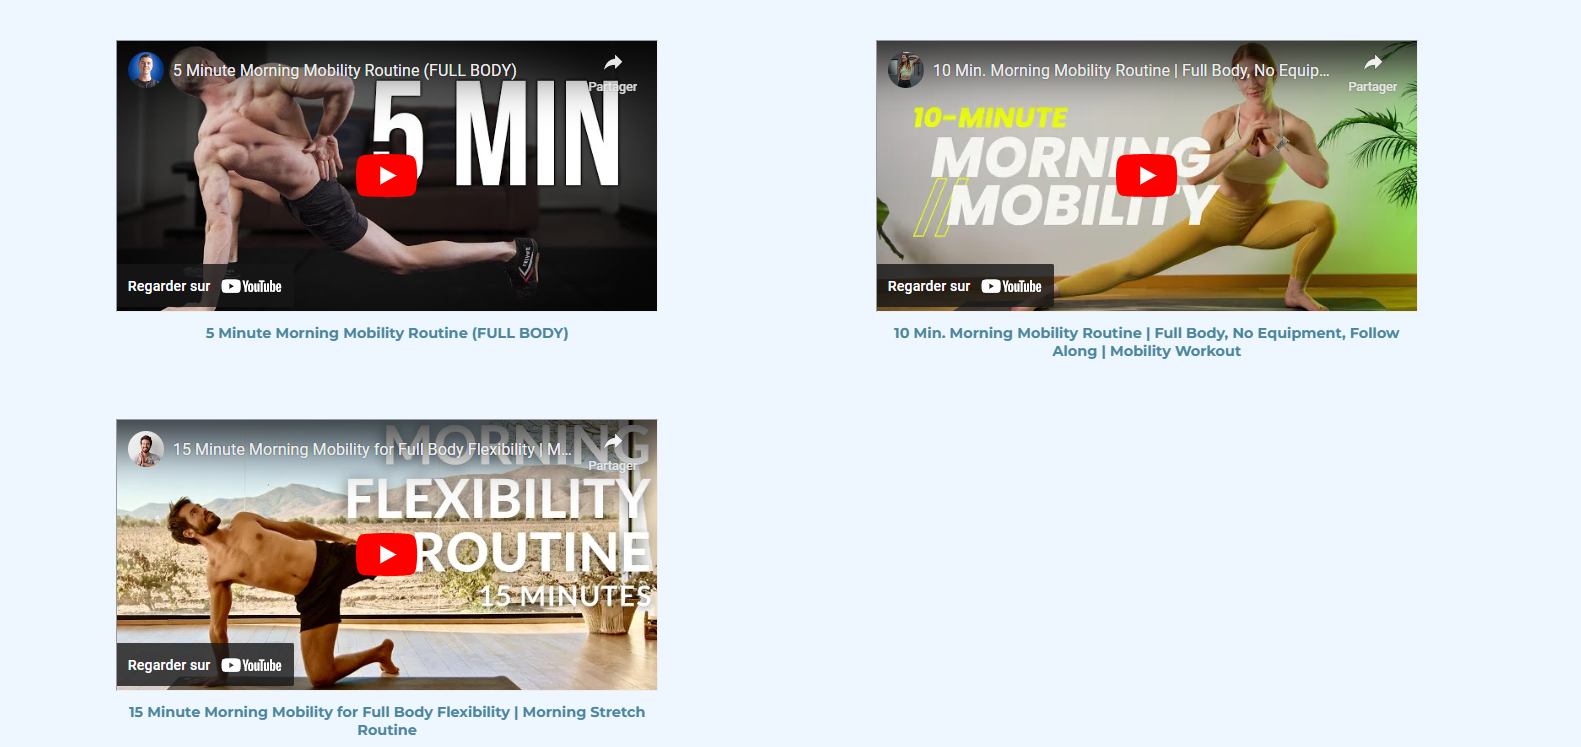 5 Minute Morning Mobility Routine (FULL BODY)
Partager
5 MIN
Regarder sur YouTube
5 Minute Morning Mobility Routine (FULL BODY)
10 Min. Morning Mobility Routine | Full Body, No Equip...
Partager
10-MINUTE
MORNING
MOBILITY
Regarder sur YouTube
10 Min. Morning Mobility Routine | Full Body, No Equipment, Follow
Along | Mobility Workout
15 Minute Morning Mobility for Full Body Flexibility | M...
Partager
MORNING
FLEXIBILITY
ROUTINE
15 MINUTES
Regarder sur YouTube
15 Minute Morning Mobility for Full Body Flexibility | Morning Stretch
Routine